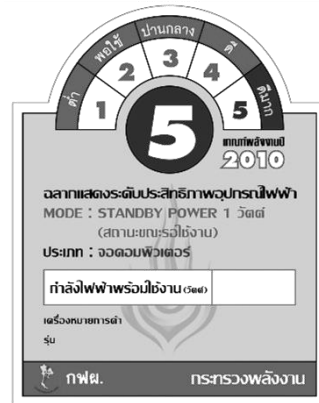 ต่ำ พอใช้ ปานกลาง ดี ดีมาก
1 2 3 4 5
5
เกณฑ์พลังงานปี
2010
ฉลากแสดงระดับประสิทธิภาพอุปกรณ์ไฟฟ้า
MODE : STANDBY POWER 1 วัตต์
(สถานะขณะรอใช้งาน)
ประเภท : จอคอมพิวเตอร์
กำลังไฟฟ้าพร้อมใช้งาน (วัตต์)
เครื่องหมายการค้า
รุ่น
กฟผ. กระทรวงพลังงาน